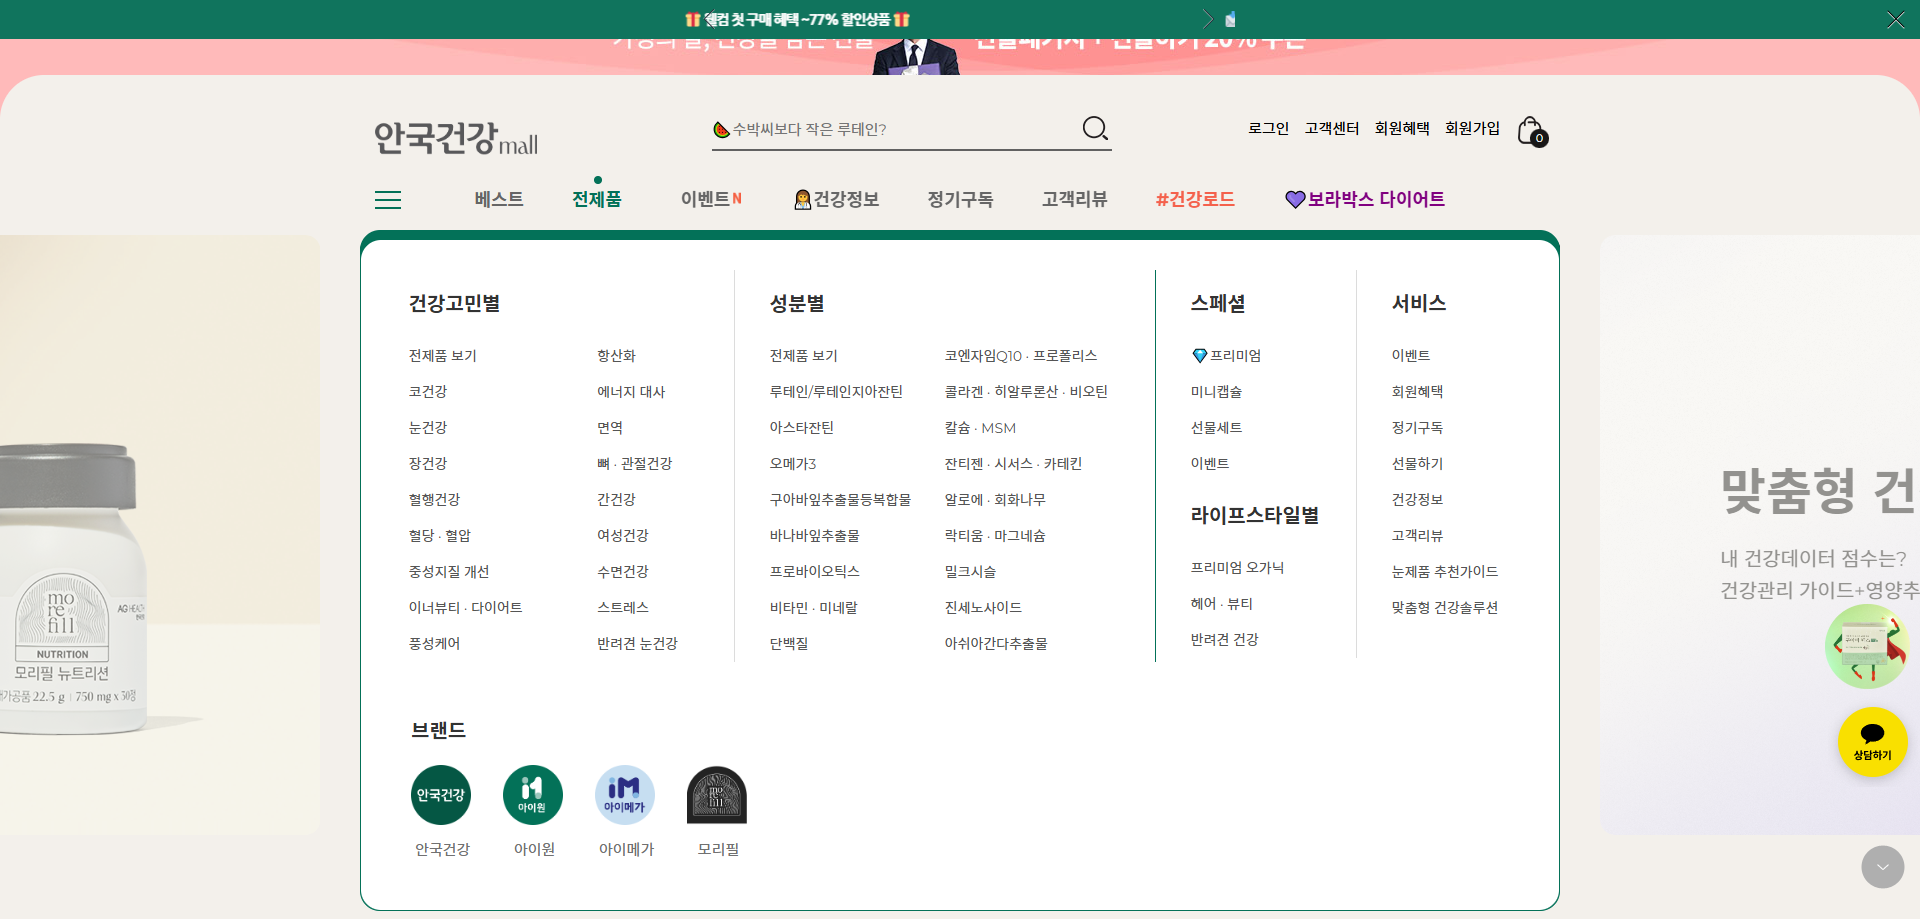 웰컴 첫 구매 혜택 ~77% 할인상품
안국건강mall
수박씨보다 작은 루테인?
로그인 고객센터 회원혜택 회원가입 0
베스트 전제품 이벤트N 건강정보 정기구독 고객리뷰 #건강로드 보라박스 다이어트
건강고민별
전제품 보기
코건강
눈건강
장건강
혈행건강
혈당 · 혈압
중성지질 개선
이너뷰티 · 다이어트
풍성케어
항산화
에너지 대사
면역
뼈 · 관절건강
간건강
여성건강
수면건강
스트레스
반려견 눈건강
성분별
전제품 보기
루테인/루테인지아잔틴
아스타잔틴
오메가3
구아바잎추출물등복합물
바나바잎추출물
프로바이오틱스
비타민 · 미네랄
단백질
코엔자임Q10 · 프로폴리스
콜라겐 · 히알루론산 · 비오틴
칼슘 · MSM
잔티젠 · 시서스 · 카테킨
알로에 · 회화나무
락티움 · 마그네슘
밀크시슬
진세노사이드
아쉬아간다추출물
스페셜
프리미엄
미니캡슐
선물세트
이벤트
라이프스타일별
프리미엄 오가닉
헤어 · 뷰티
반려견 건강
서비스
이벤트
회원혜택
정기구독
선물하기
건강정보
고객리뷰
눈제품 추천가이드
맞춤형 건강솔루션
브랜드
안국건강
아이원
아이메가
more fill
안국건강 아이원 아이메가 모리필
more fill
NUTRITION
모리필 뉴트리션
22.5 g | 750 mg x 30정
맞춤형 건
내 건강데이터 점수는?
건강관리 가이드+영양추
상담하기